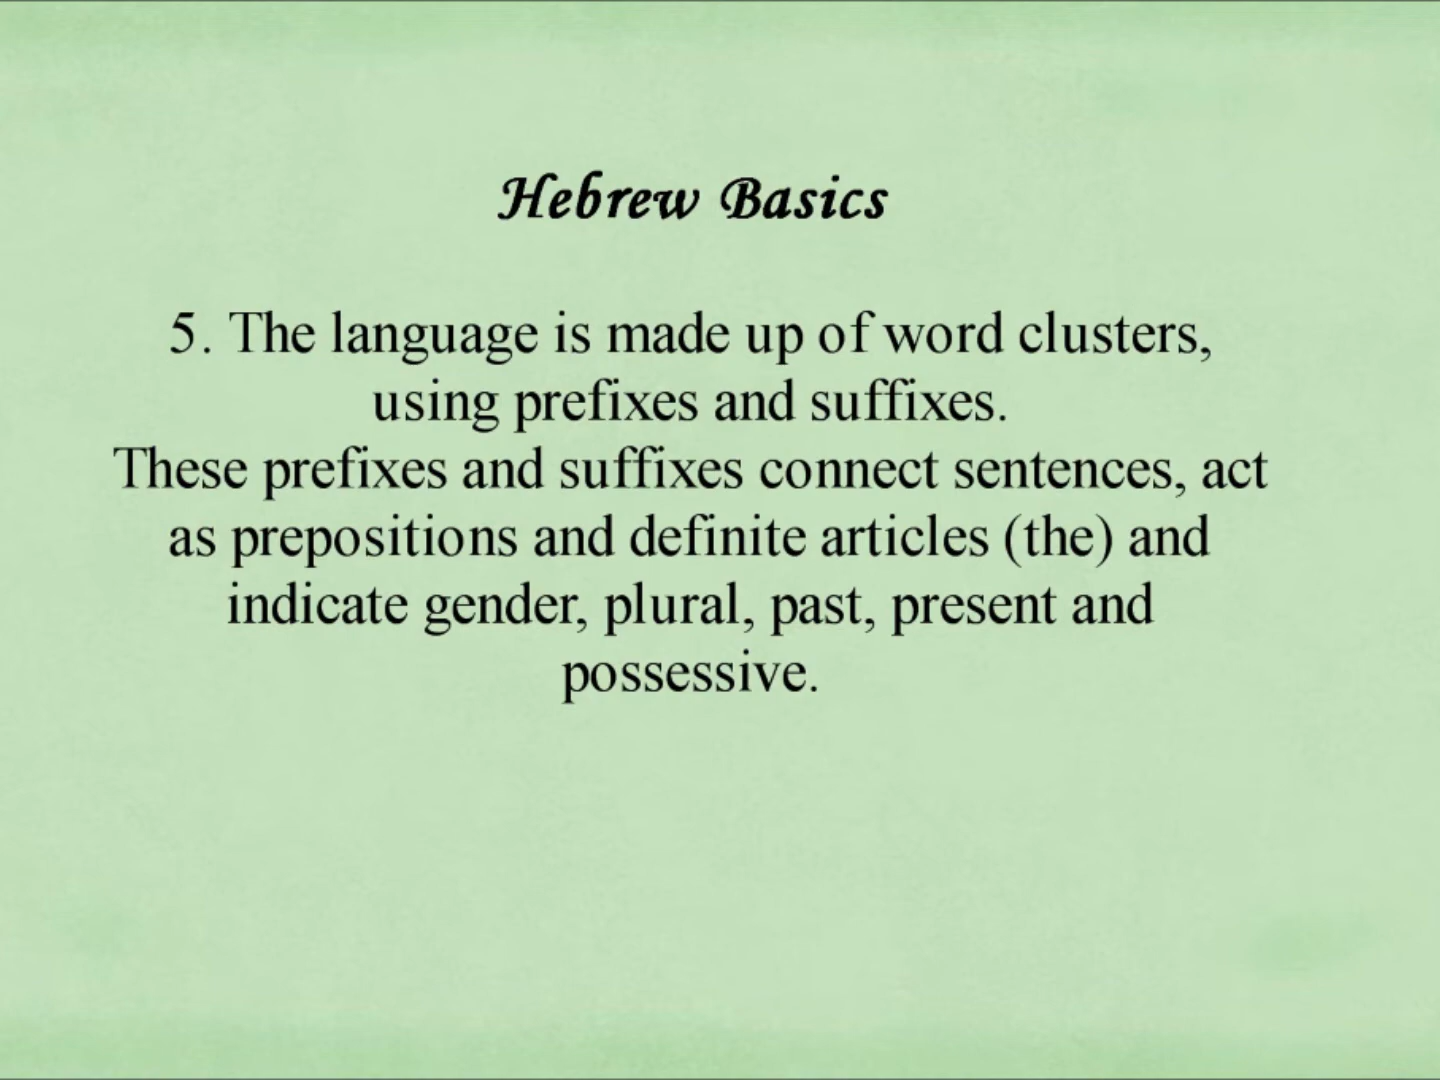 Hebrew Basics
5. The language is made up of word clusters,
using prefixes and suffixes.
These prefixes and suffixes connect sentences, act
as prepositions and definite articles (the) and
indicate gender, plural, past, present and
possessive.